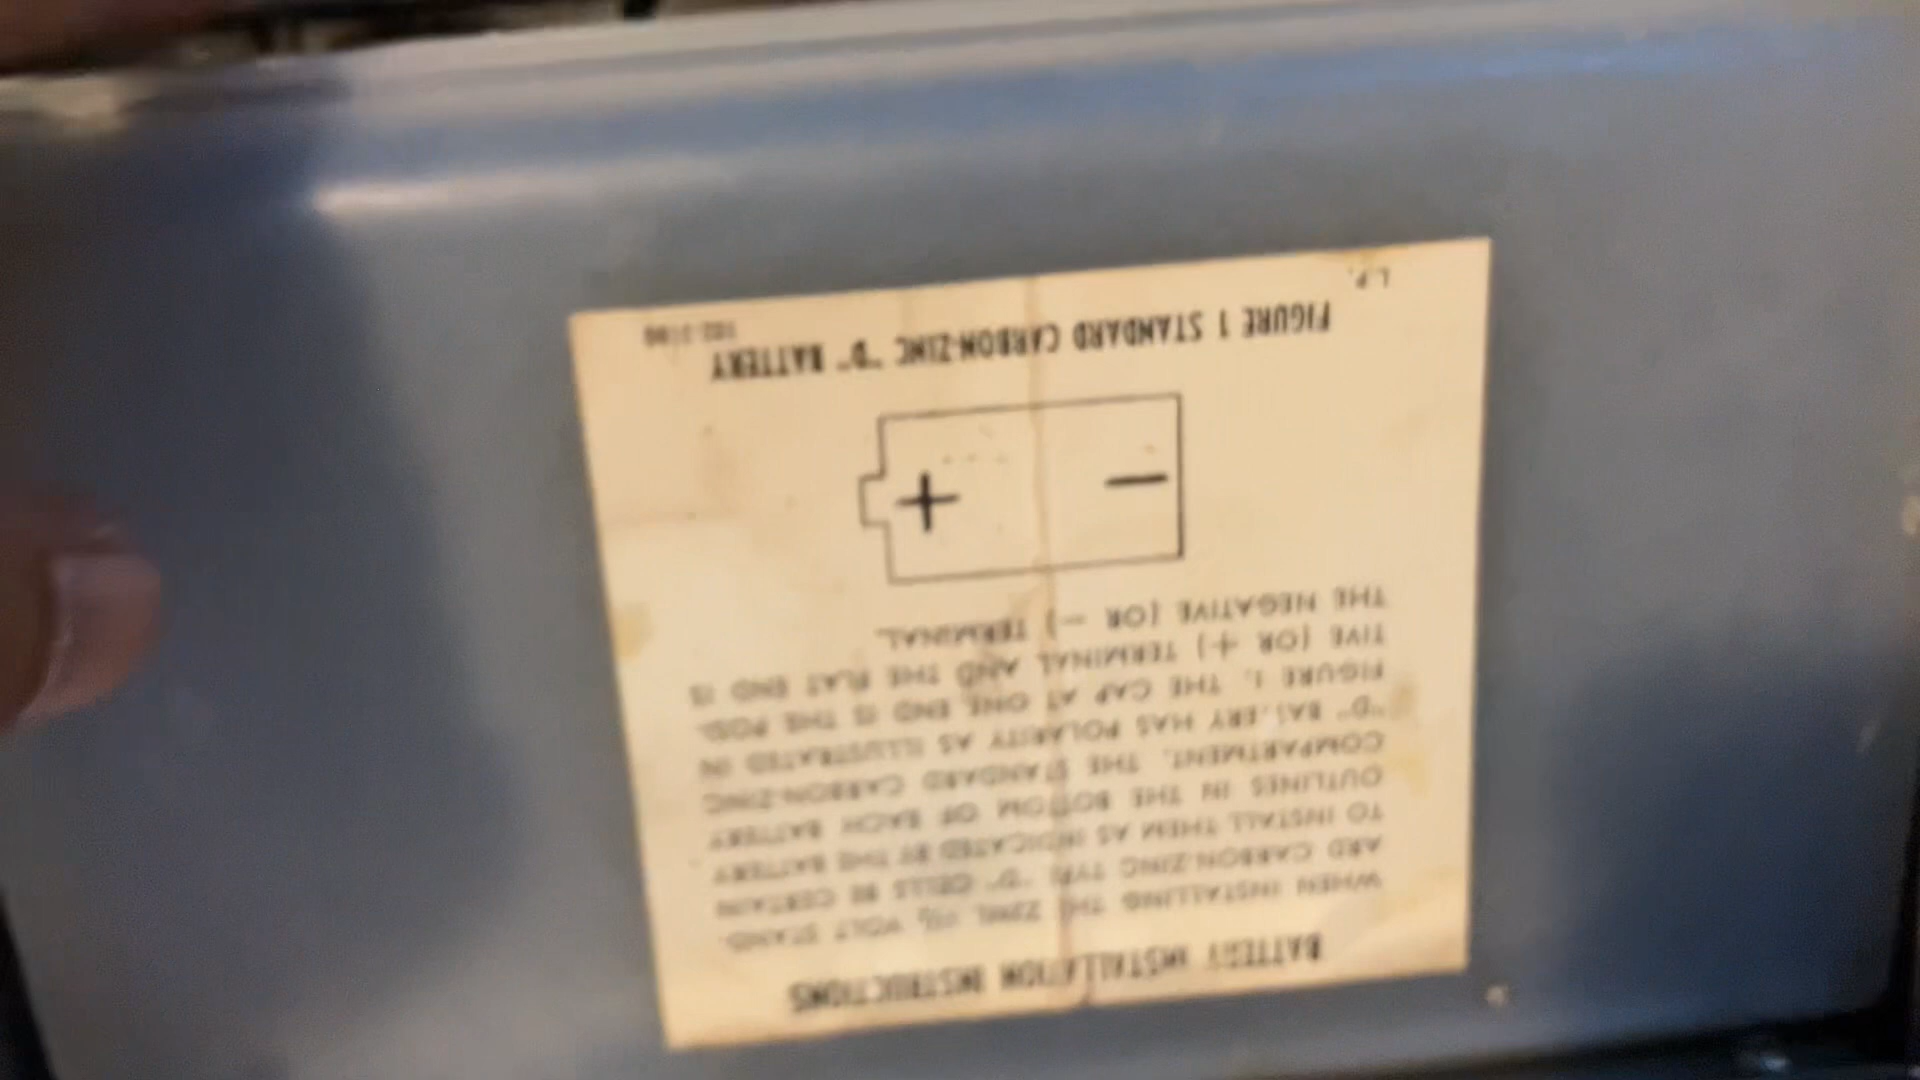 BATTERY INSTALLATION INSTRUCTIONS
WHEN INSTALLING THE 1½ VOLT STAND-
ARD CARBON-ZINC TYPE "D" CELLS BE CERTAIN
TO INSTALL THEM AS INDICATED BY THE BATTERY
OUTLINES IN THE BOTTOM OF EACH BATTERY
COMPARTMENT. THE STANDARD CARBON-ZINC
"D" BATTERY HAS POLARITY AS ILLUSTRATED IN
FIGURE 1. THE CAP AT ONE END IS THE POSI-
TIVE (OR +) TERMINAL AND THE FLAT END IS
THE NEGATIVE (OR −) TERMINAL.
+ −
FIGURE 1 STANDARD CARBON-ZINC "D" BATTERY
L.P.